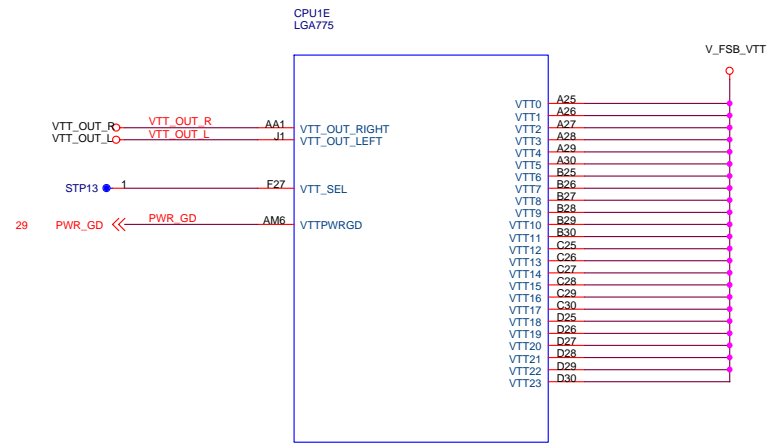 CPU1E
LGA775
V_FSB_VTT
VTT0 A25
VTT1 A26
VTT_OUT_R VTT_OUT_R AA1 VTT_OUT_RIGHT VTT2 A27
VTT_OUT_L VTT_OUT_L J1 VTT_OUT_LEFT VTT3 A28
VTT4 A29
VTT5 A30
VTT6 B25
STP13 1 F27 VTT_SEL VTT7 B26
VTT8 B27
VTT9 B28
29 PWR_GD PWR_GD AM6 VTTPWRGD VTT10 B29
VTT11 B30
VTT12 C25
VTT13 C26
VTT14 C27
VTT15 C28
VTT16 C29
VTT17 C30
VTT18 D25
VTT19 D26
VTT20 D27
VTT21 D28
VTT22 D29
VTT23 D30